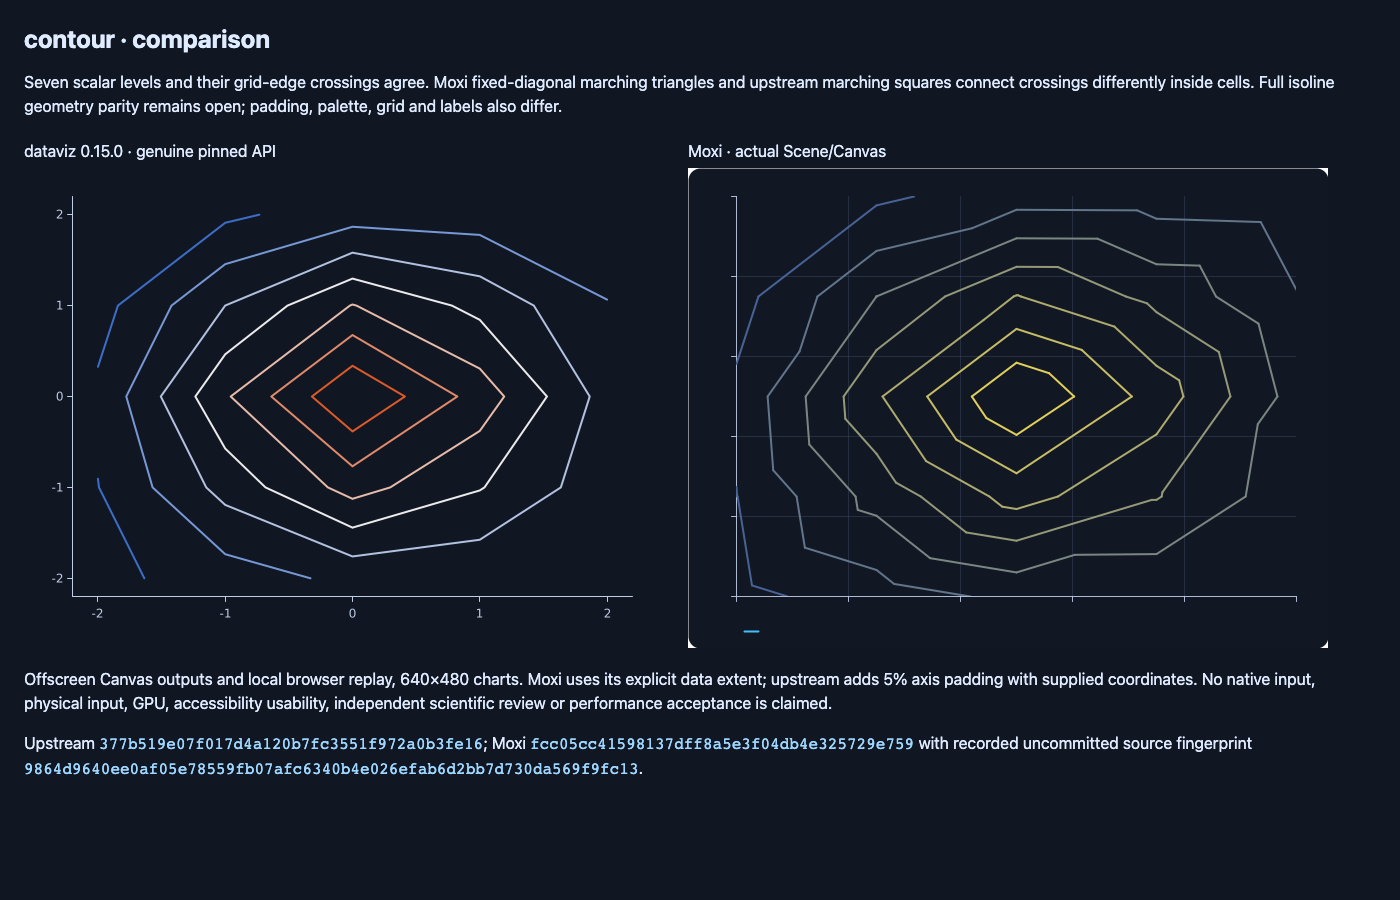 contour · comparison
Seven scalar levels and their grid-edge crossings agree. Moxi fixed-diagonal marching triangles and upstream marching squares connect crossings differently inside cells. Full isoline
geometry parity remains open; padding, palette, grid and labels also differ.
dataviz 0.15.0 · genuine pinned API
Moxi · actual Scene/Canvas
2
1
0
-1
-2
-2 -1 0 1 2
Offscreen Canvas outputs and local browser replay, 640×480 charts. Moxi uses its explicit data extent; upstream adds 5% axis padding with supplied coordinates. No native input,
physical input, GPU, accessibility usability, independent scientific review or performance acceptance is claimed.
Upstream 377b519e07f017d4a120b7fc3551f972a0b3fe16; Moxi fcc05cc41598137dff8a5e3f04db4e325729e759 with recorded uncommitted source fingerprint
9864d9640ee0af05e78559fb07afc6340b4e026efab6d2bb7d730da569f9fc13.